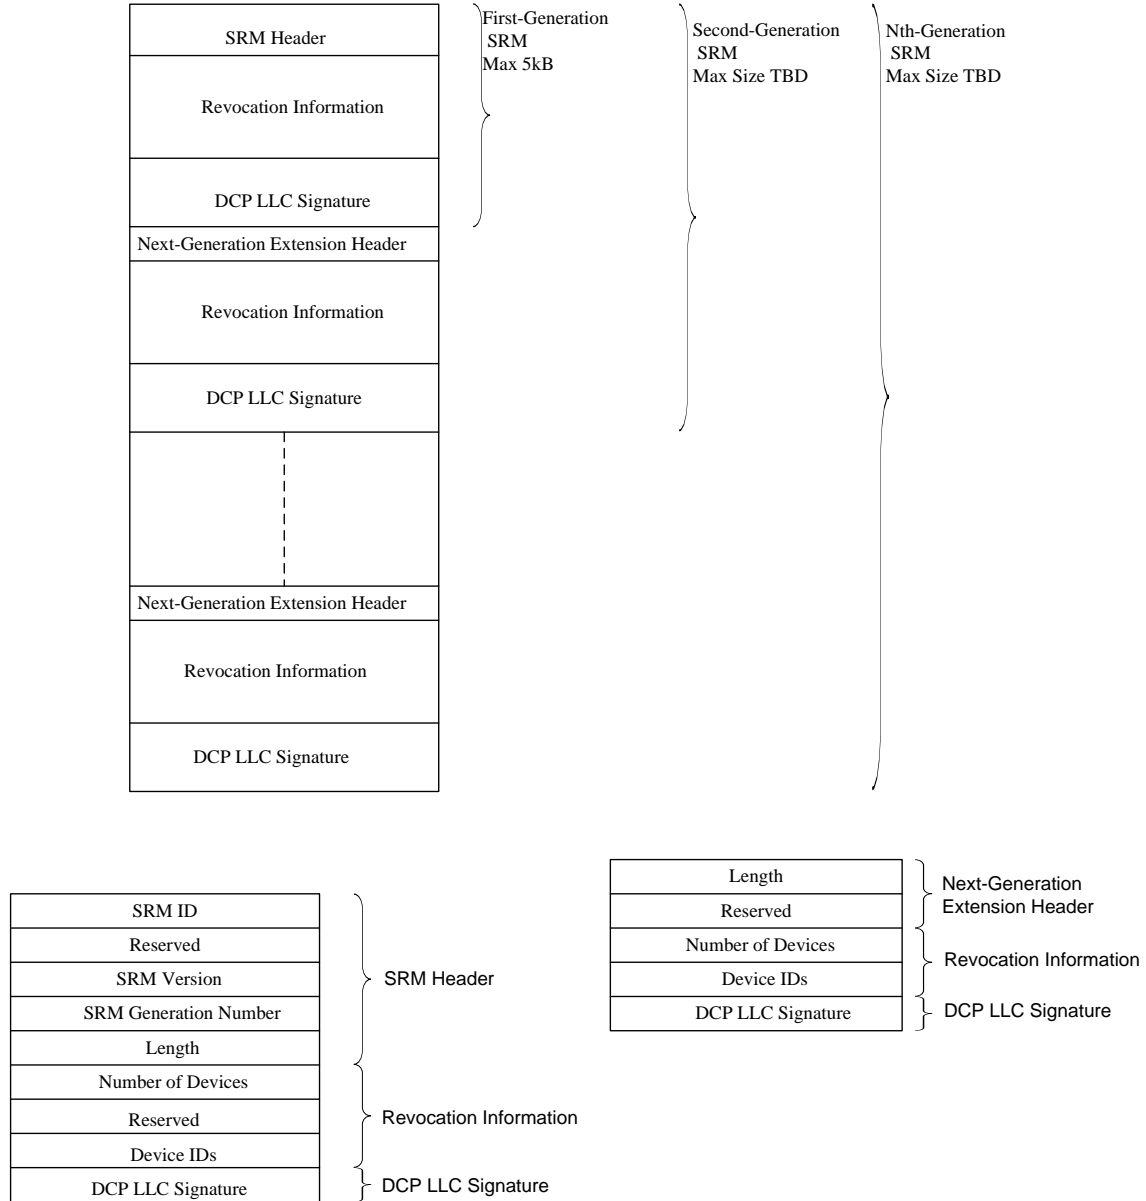 SRM Header
Revocation Information
DCP LLC Signature
Next-Generation Extension Header
Revocation Information
DCP LLC Signature
Next-Generation Extension Header
Revocation Information
DCP LLC Signature
First-Generation
SRM
Max 5kB
Second-Generation
SRM
Max Size TBD
Nth-Generation
SRM
Max Size TBD
SRM ID
Reserved
SRM Version
SRM Generation Number
Length
Number of Devices
Reserved
Device IDs
DCP LLC Signature
SRM Header
Revocation Information
DCP LLC Signature
Length
Reserved
Number of Devices
Device IDs
DCP LLC Signature
Next-Generation
Extension Header
Revocation Information
DCP LLC Signature